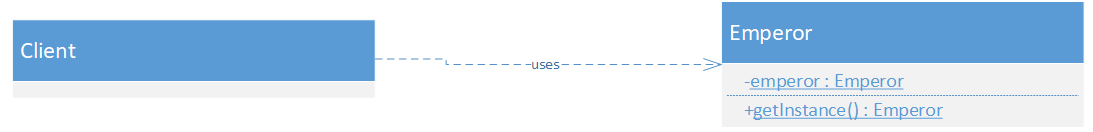 Client
uses
Emperor
-emperor : Emperor
+getInstance() : Emperor